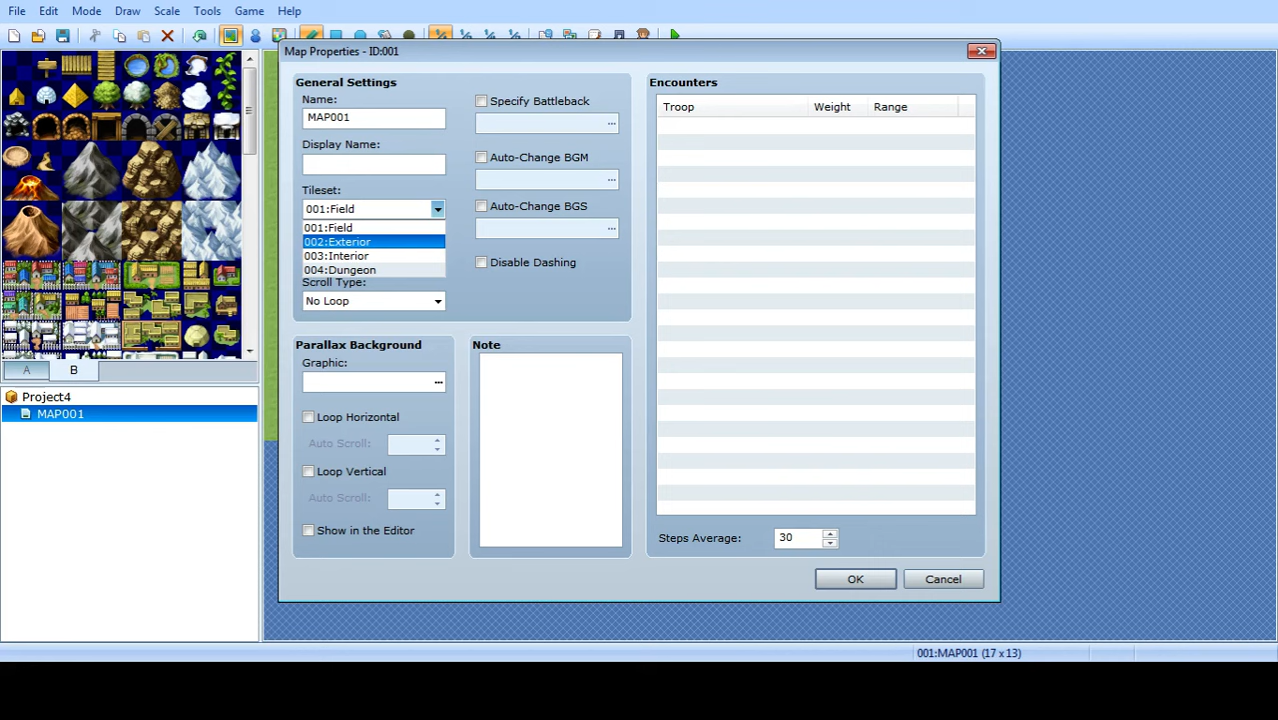 File Edit Mode Draw Scale Tools Game Help
Map Properties - ID:001
General Settings
Name:
MAP001
Display Name:
Tileset:
001:Field
001:Field
002:Exterior
003:Interior
004:Dungeon
Scroll Type:
No Loop
Specify Battleback
...
Auto-Change BGM
...
Auto-Change BGS
...
Disable Dashing
Parallax Background
Graphic:
...
Loop Horizontal
Auto Scroll:
Loop Vertical
Auto Scroll:
Show in the Editor
Note
Encounters
Troop Weight Range
Steps Average: 30
OK Cancel
A B
Project4
MAP001
001:MAP001 (17 x 13)